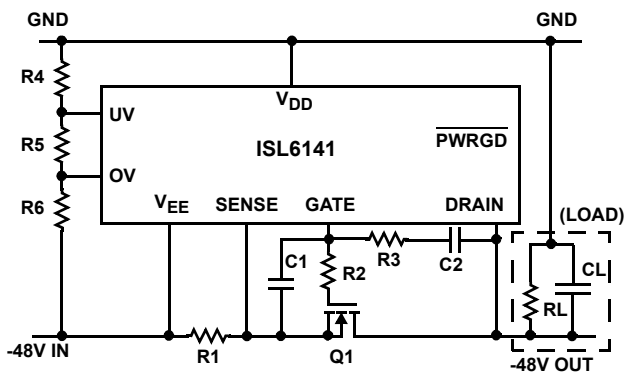 GND
GND
R4
UV
VDD
R5
ISL6141
PWRGD
OV
R6
VEE
SENSE
GATE
DRAIN
(LOAD)
C1
R2
R3
C2
CL
RL
-48V IN
R1
Q1
-48V OUT